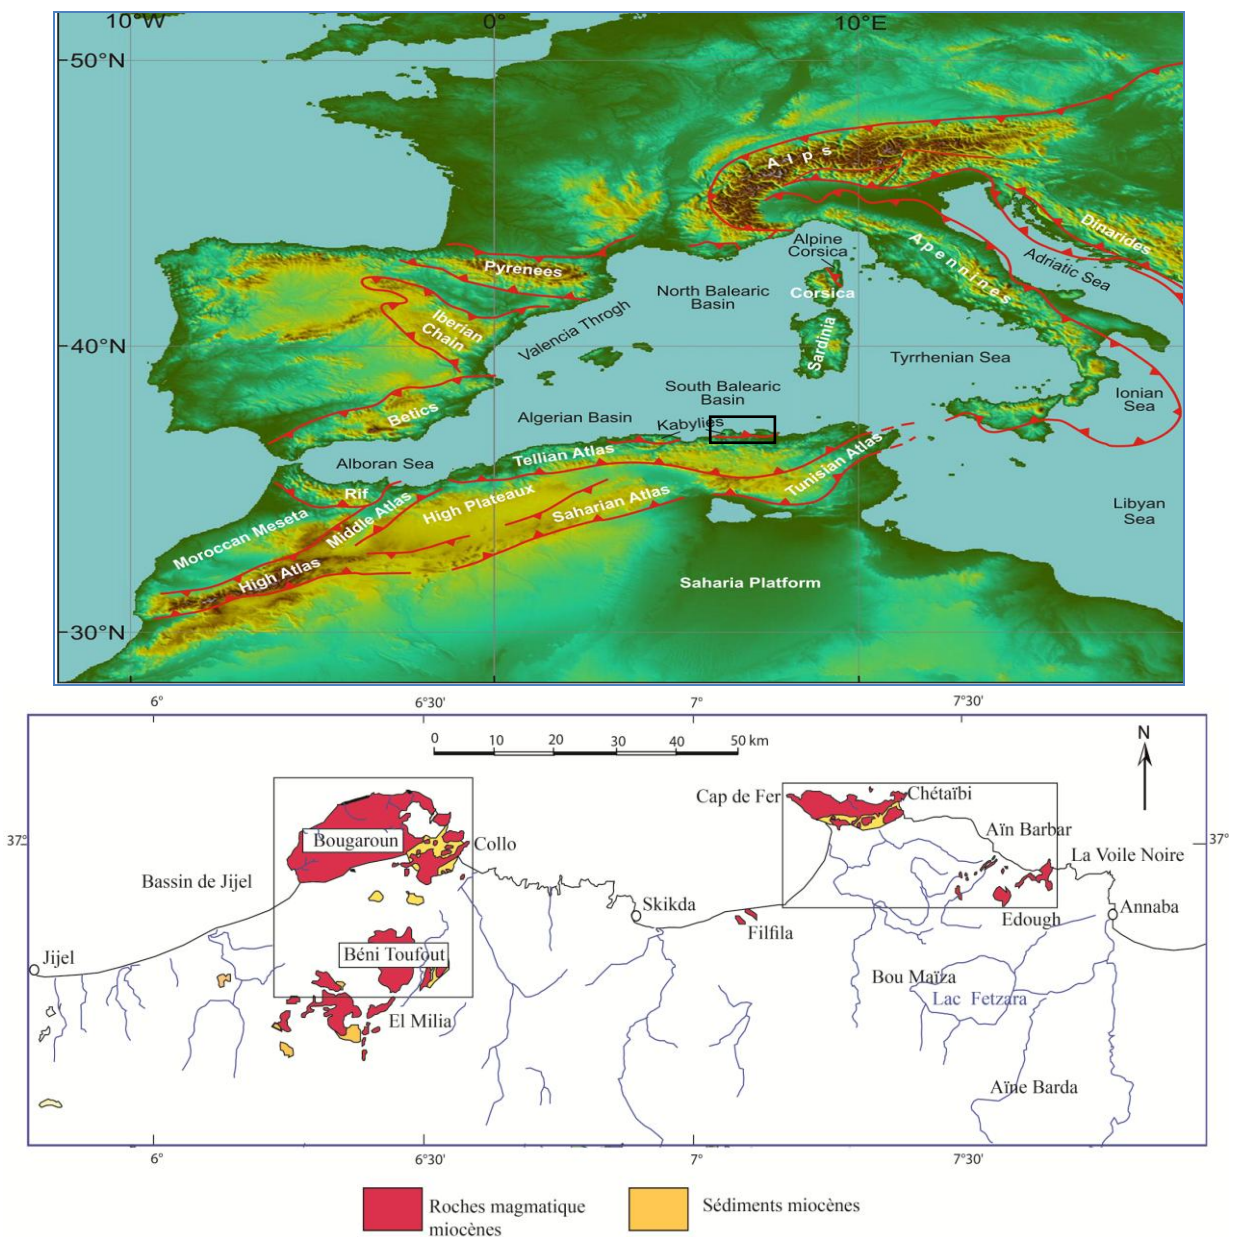 10°W
0°
10°E
50°N
Alps
Dinarides
Alpine
Corsica
Apennines
Adriatic Sea
Pyrenees
North Balearic
Basin
Corsica
Iberian
Chain
Valencia Throgh
40°N
Sardinia
Tyrrhenian Sea
South Balearic
Basin
Ionian
Sea
Betics
Algerian Basin
Kabylies
Alboran Sea
Tellian Atlas
Tunisian Atlas
Rif
Middle Atlas
High Plateaux
Saharian Atlas
Libyan
Sea
Moroccan Meseta
High Atlas
Saharia Platform
30°N
6°
6°30'
7°
7°30'
0
10
20
30
40
50 km
N
Cap de Fer
Chétaïbi
37°
Bougaroun
Collo
Aïn Barbar
37°
La Voile Noire
Bassin de Jijel
Skikda
Filfila
Edough
Annaba
Jijel
Béni Toufout
Bou Maïza
Lac Fetzara
El Milia
Aïne Barda
6°
6°30'
7°
7°30'
Roches magmatique
miocènes
Sédiments miocènes